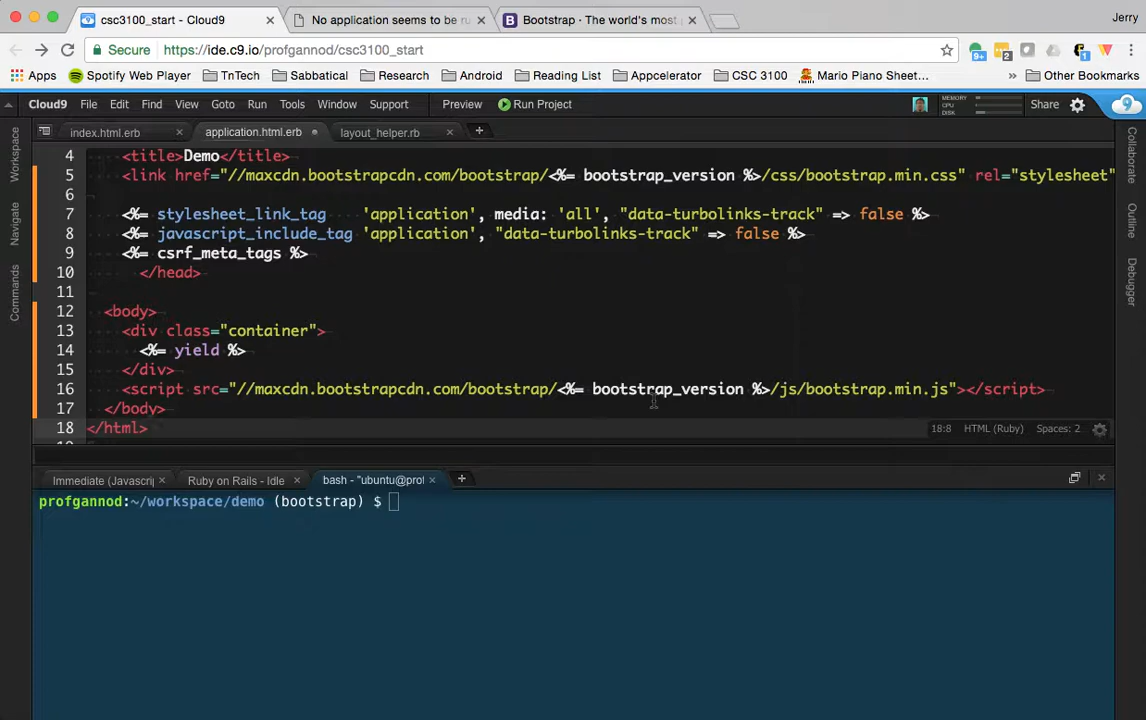 csc3100_start - Cloud9
No application seems to be ru
Bootstrap · The world's most
Jerry
Secure https://ide.c9.io/profgannod/csc3100_start
9+ 2 1
Apps Spotify Web Player TnTech Sabbatical Research Android Reading List Appcelerator CSC 3100 Mario Piano Sheet... » Other Bookmarks
Cloud9 File Edit Find View Goto Run Tools Window Support Preview Run Project MEMORY CPU DISK Share
index.html.erb application.html.erb layout_helper.rb
Workspace
Navigate
Commands
4 <title>Demo</title>
5 <link href="//maxcdn.bootstrapcdn.com/bootstrap/<%= bootstrap_version %>/css/bootstrap.min.css" rel="stylesheet"
6
7 <%= stylesheet_link_tag    'application', media: 'all', "data-turbolinks-track" => false %>
8 <%= javascript_include_tag 'application', "data-turbolinks-track" => false %>
9 <%= csrf_meta_tags %>
10 </head>
11
12 <body>
13 <div class="container">
14 <%= yield %>
15 </div>
16 <script src="//maxcdn.bootstrapcdn.com/bootstrap/<%= bootstrap_version %>/js/bootstrap.min.js"></script>
17 </body>
18 </html>
18:8 HTML (Ruby) Spaces: 2
Collaborate
Outline
Debugger
Immediate (Javascri Ruby on Rails - Idle bash - "ubuntu@prof
profgannod:~/workspace/demo (bootstrap) $